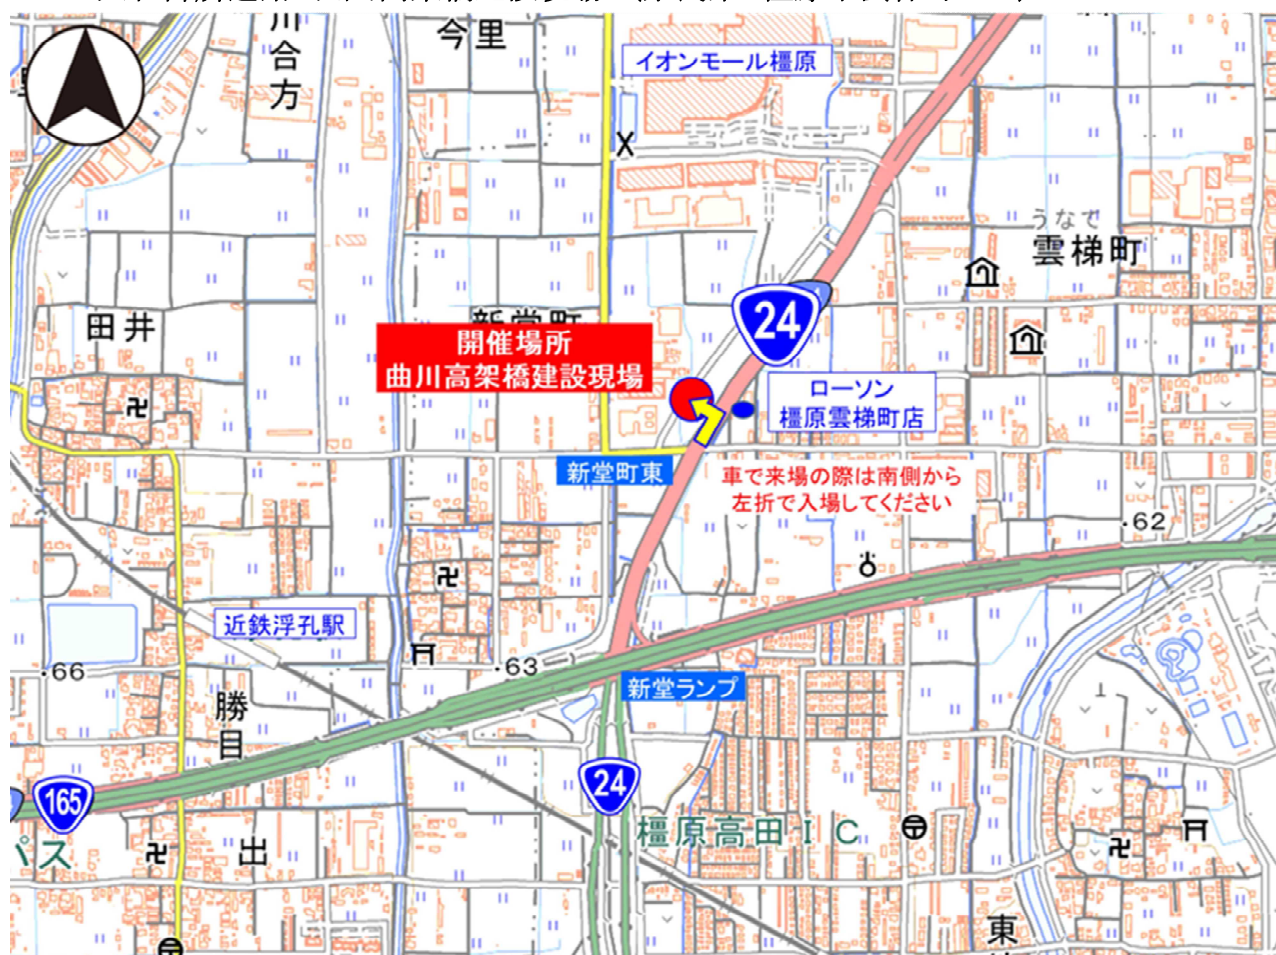 川合方
今里
イオンモール橿原
うなて
雲梯町
24
田井
新堂町
開催場所
曲川高架橋建設現場
ローソン
橿原雲梯町店
新堂町東
車で来場の際は南側から
左折で入場してください
.62
近鉄浮孔駅
.66
.63
新堂ランプ
勝目
165
24
橿原高田IC
パス
出
東